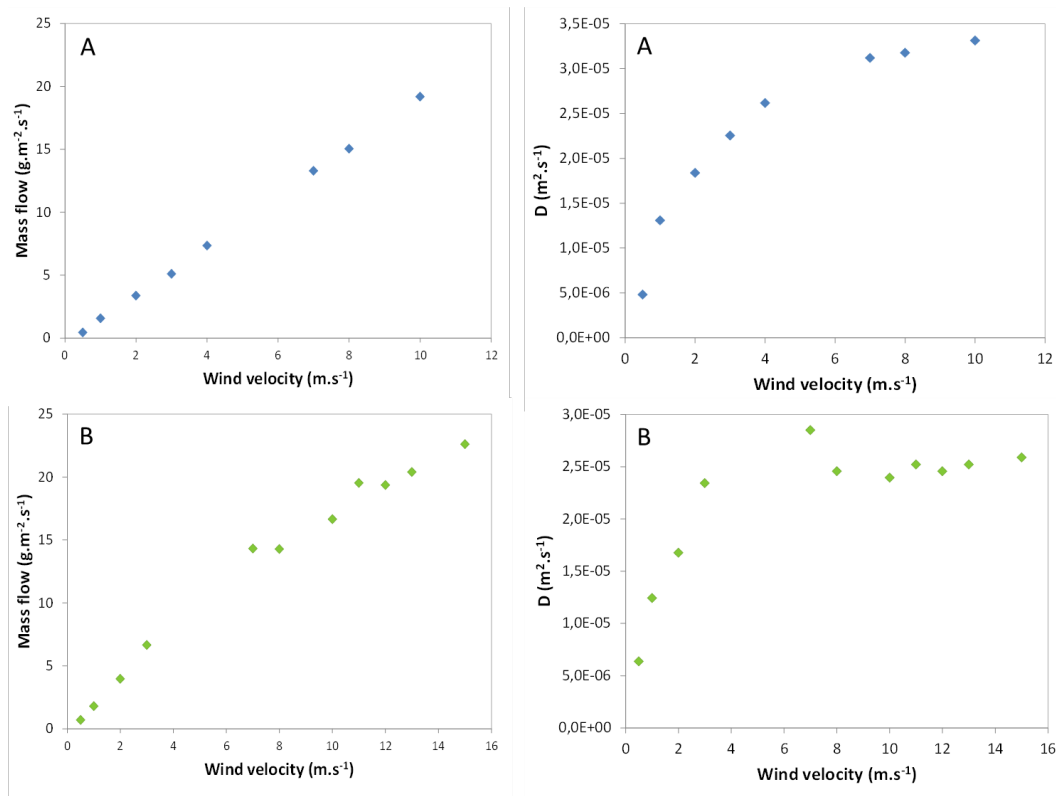 A
Mass flow (g.m⁻².s⁻¹)
25
20
15
10
5
0
0 2 4 6 8 10 12
Wind velocity (m.s⁻¹)
A
D (m².s⁻¹)
3,5E-05
3,0E-05
2,5E-05
2,0E-05
1,5E-05
1,0E-05
5,0E-06
0,0E+00
0 2 4 6 8 10 12
Wind velocity (m.s⁻¹)
B
Mass flow (g.m⁻².s⁻¹)
25
20
15
10
5
0
0 2 4 6 8 10 12 14 16
Wind velocity (m.s⁻¹)
B
D (m².s⁻¹)
3,0E-05
2,5E-05
2,0E-05
1,5E-05
1,0E-05
5,0E-06
0,0E+00
0 2 4 6 8 10 12 14 16
Wind velocity (m.s⁻¹)